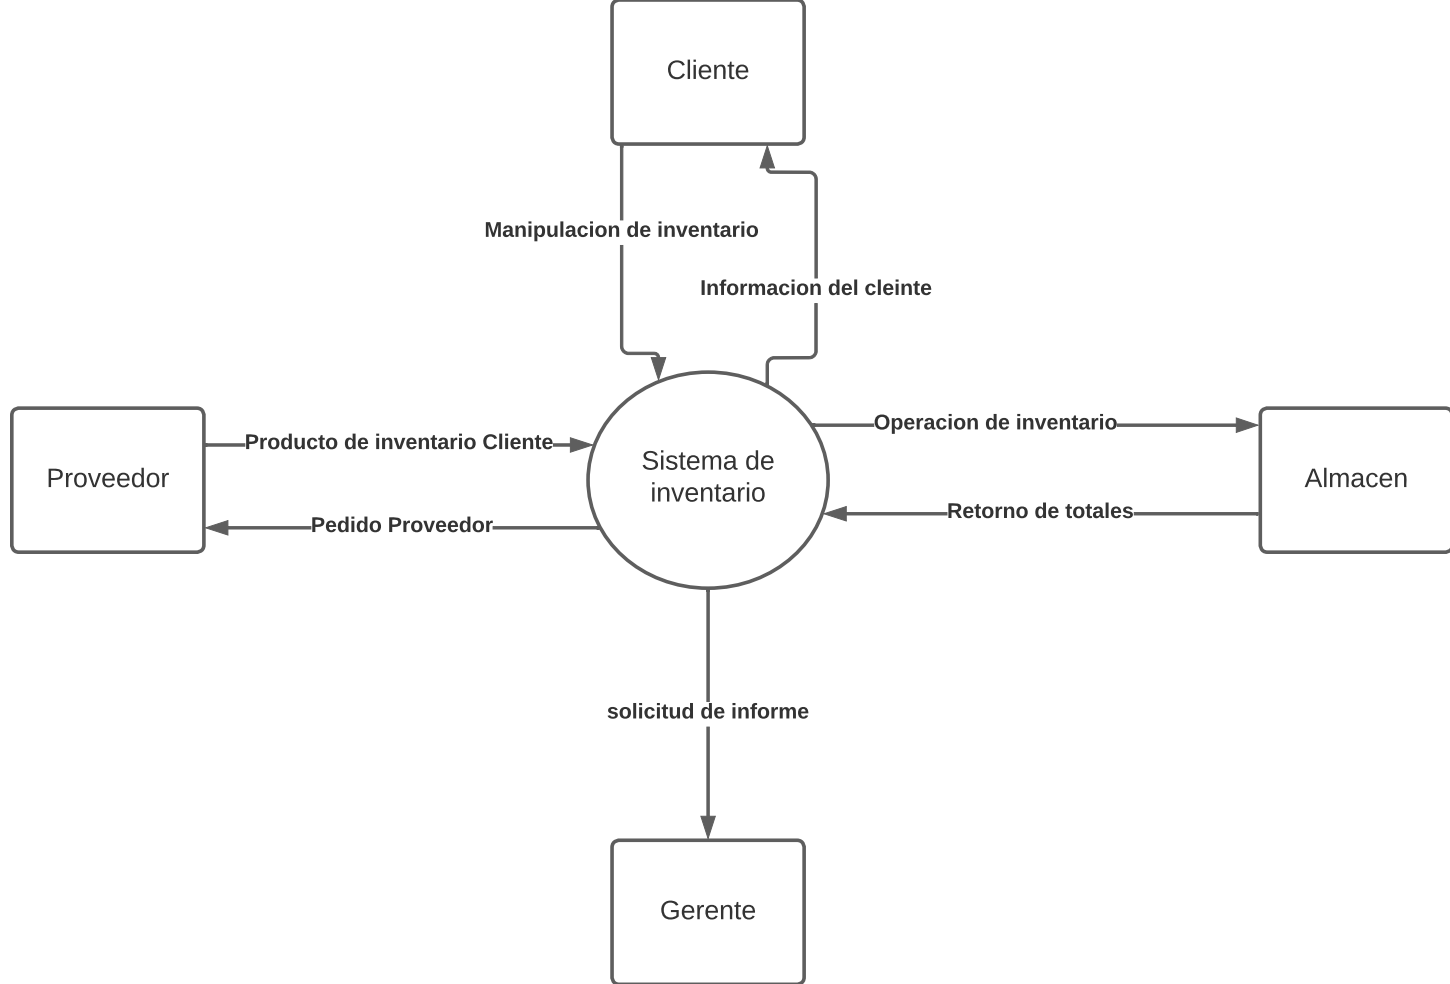 Cliente
Manipulacion de inventario
Informacion del cleinte
Operacion de inventario
Producto de inventario Cliente
Sistema de
inventario
Proveedor
Almacen
Retorno de totales
Pedido Proveedor
solicitud de informe
Gerente